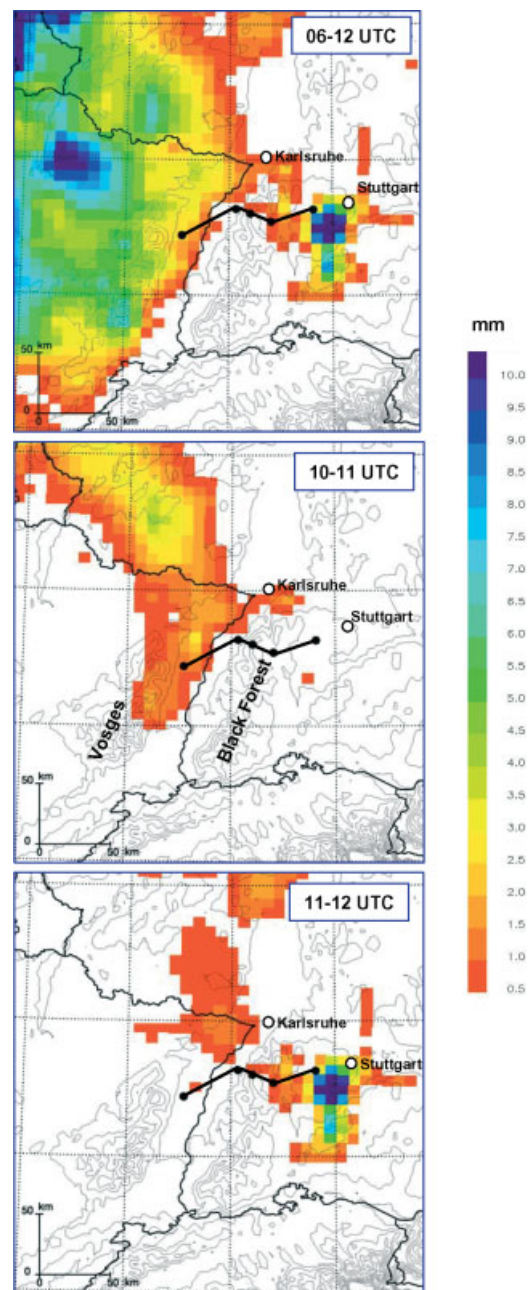 06-12 UTC
Karlsruhe
Stuttgart
50 km
0
50 km
mm
10-11 UTC
Karlsruhe
Stuttgart
Vosges
Black Forest
50 km
0
50 km
11-12 UTC
Karlsruhe
Stuttgart
50 km
0
50 km
10.0
9.5
9.0
8.5
8.0
7.5
7.0
6.5
6.0
5.5
5.0
4.5
4.0
3.5
3.0
2.5
2.0
1.5
1.0
0.5